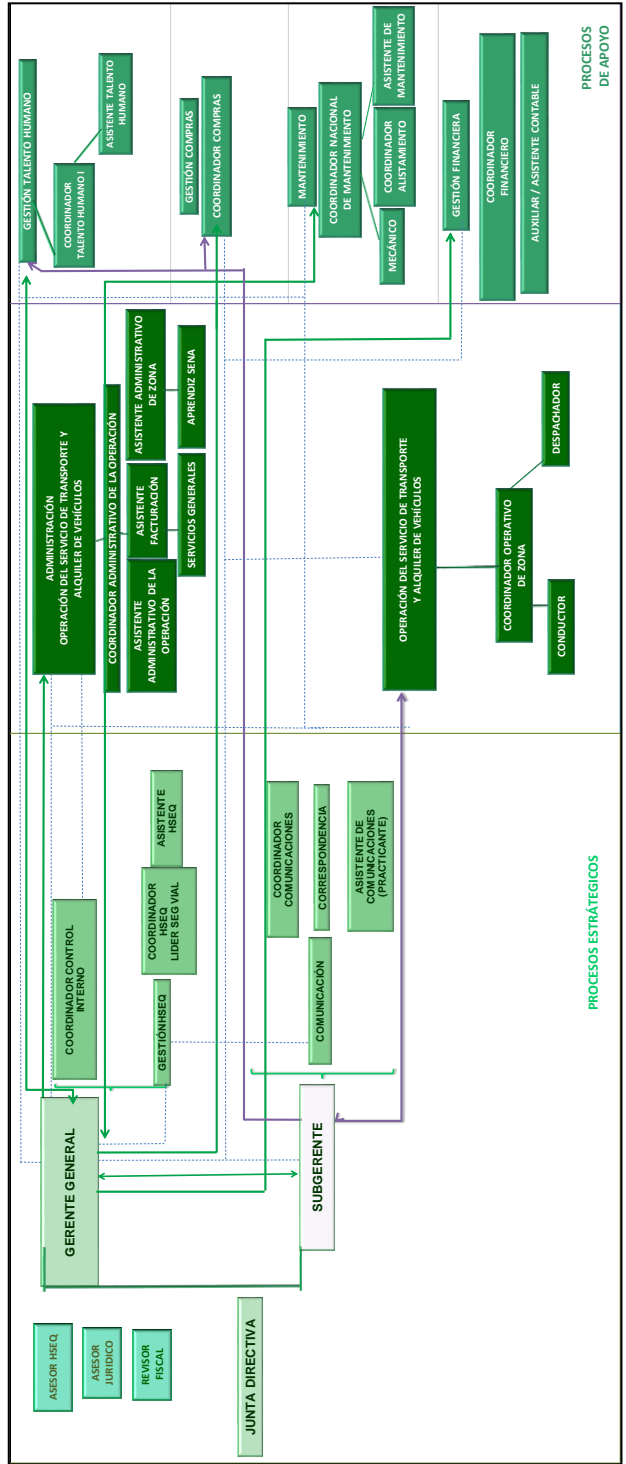 ASESOR HSEQ
ASESOR
JURIDICO
REVISOR
FISCAL
JUNTA DIRECTIVA
GERENTE GENERAL
SUBGERENTE
COORDINADOR CONTROL
INTERNO
GESTIÓNHSEQ
COORDINADOR
HSEQ
LIDER SEG VIAL
ASISTENTE
HSEQ
COMUNICACIÓN
COORDINADOR
COMUNICACIONES
CORRESPONDENCIA
ASISTENTE DE
COMUNICACIONES
(PRACTICANTE)
PROCESOS ESTRÁTEGICOS
ADMINISTRACIÓN
OPERACIÓN DEL SERVICIO DE TRANSPORTE Y
ALQUILER DE VEHÍCULOS
COORDINADOR ADMINISTRATIVO DE LA OPERACIÓN
ASISTENTE
ADMINISTRATIVO DE LA
OPERACIÓN
ASISTENTE
FACTURACIÓN
ASISTENTE ADMINISTRATIVO
DE ZONA
SERVICIOS GENERALES
APRENDIZ SENA
OPERACIÓN DEL SERVICIO DE TRANSPORTE
Y ALQUILER DE VEHÍCULOS
COORDINADOR OPERATIVO
DE ZONA
CONDUCTOR
DESPACHADOR
GESTIÓN TALENTO HUMANO
COORDINADOR
TALENTO HUMANO I
ASISTENTE TALENTO
HUMANO
GESTIÓN COMPRAS
COORDINADOR COMPRAS
MANTENIMIENTO
COORDINADOR NACIONAL
DE MANTENIMIENTO
MECÁNICO
COORDINADOR
ALISTAMIENTO
ASISTENTE DE
MANTENIMIENTO
GESTIÓN FINANCIERA
COORDINADOR
FINANCIERO
AUXILIAR / ASISTENTE CONTABLE
PROCESOS
DE APOYO